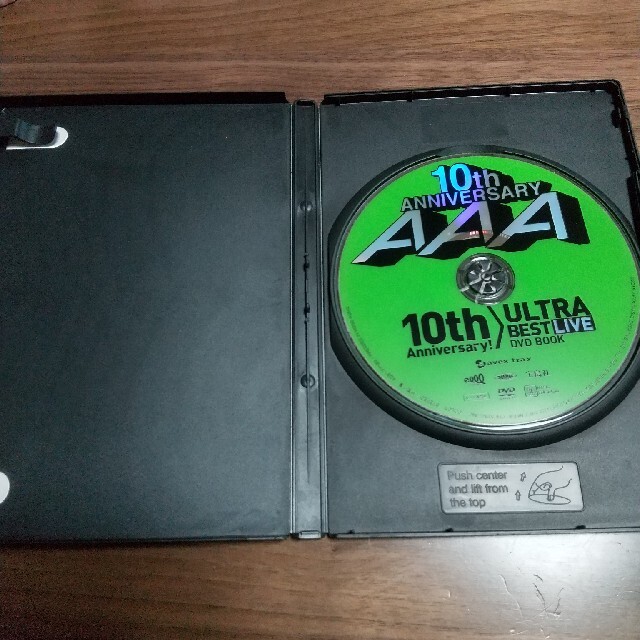 10th
ANNIVERSARY
AAA
10th
Anniversary!
ULTRA
BEST LIVE
DVD BOOK
avex trax
DVD
Push center
and lift from
the top